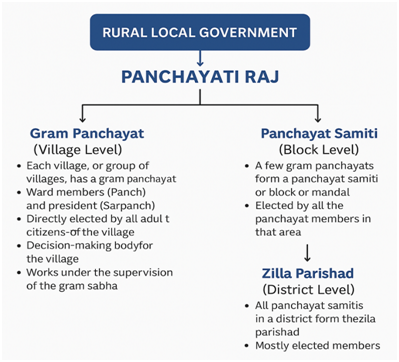 RURAL LOCAL GOVERNMENT
PANCHAYATI RAJ
Gram Panchayat
(Village Level)
• Each village, or group of
villages, has a gram panchayat
• Ward members (Panch)
and president (Sarpanch)
• Directly elected by all adul t
citizens-of the village
• Decision-making bodyfor
the village
• Works under the supervision
of the gram sabha
Panchayat Samiti
(Block Level)
• A few gram panchayats
form a panchayat samiti
or block or mandal
• Elected by all the
panchayat members in
that area
Zilla Parishad
(District Level)
• All panchayat samitis
in a district form thezila
parishad
• Mostly elected members